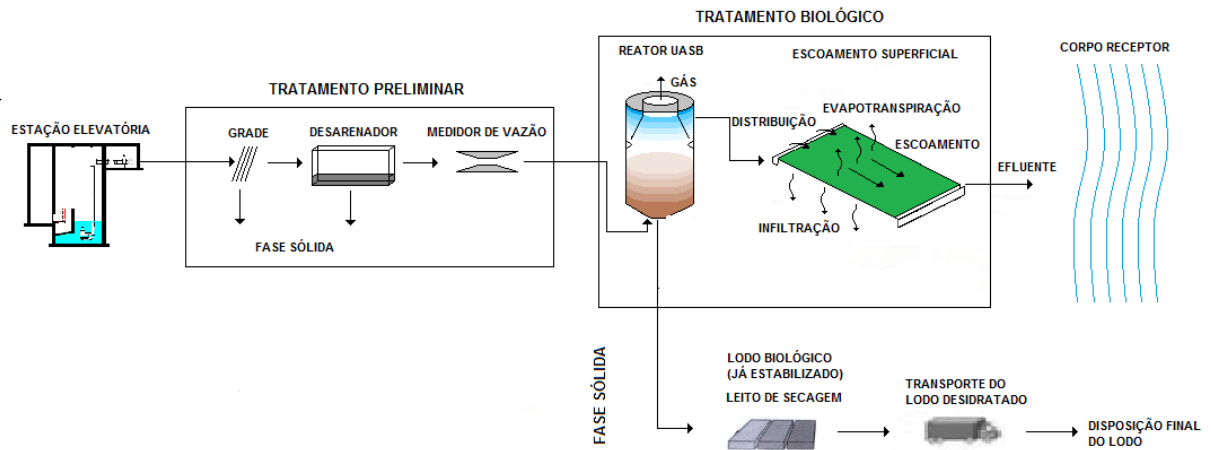 TRATAMENTO BIOLÓGICO
REATOR UASB
ESCOAMENTO SUPERFICIAL
CORPO RECEPTOR
GÁS
TRATAMENTO PRELIMINAR
EVAPOTRANSPIRAÇÃO
DISTRIBUIÇÃO
ESTAÇÃO ELEVATÓRIA
GRADE
DESARENADOR
MEDIDOR DE VAZÃO
ESCOAMENTO
EFLUENTE
INFILTRAÇÃO
FASE SÓLIDA
FASE SÓLIDA
LODO BIOLÓGICO
(JÁ ESTABILIZADO)
LEITO DE SECAGEM
TRANSPORTE DO
LODO DESIDRATADO
DISPOSIÇÃO FINAL
DO LODO